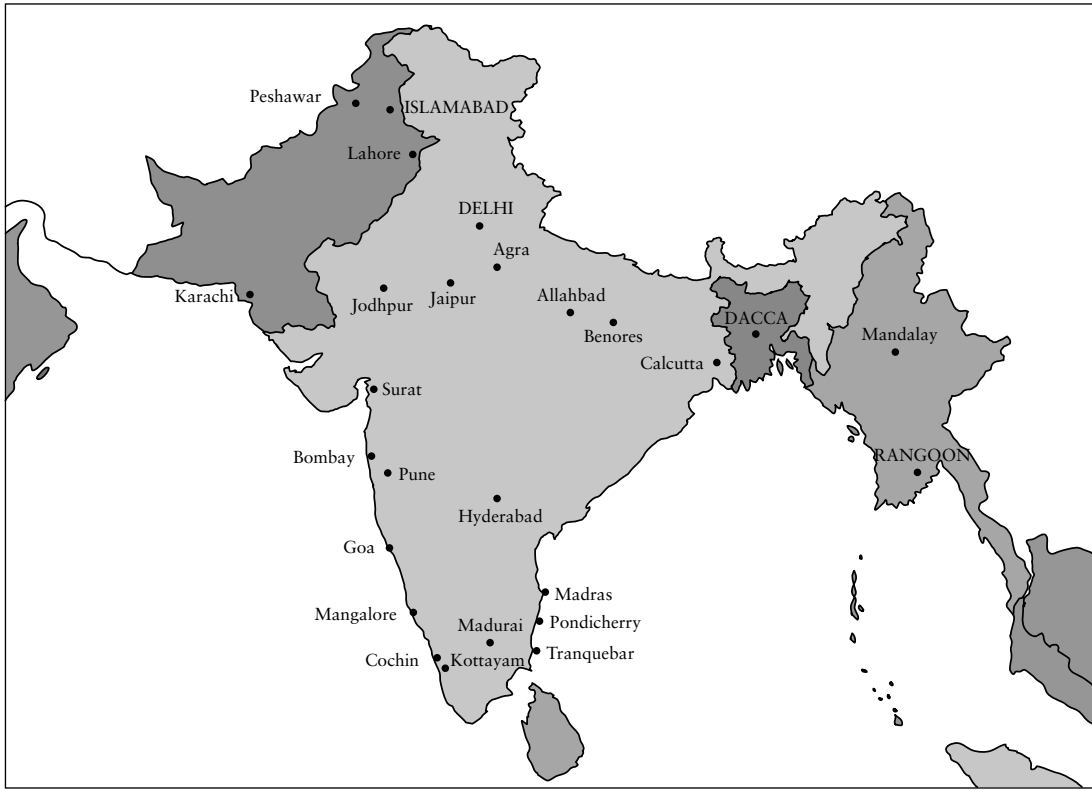 Peshawar
ISLAMABAD
Lahore
DELHI
Agra
Karachi
Jodhpur
Jaipur
Allahbad
Benores
DACCA
Mandalay
Calcutta
Surat
Bombay
Pune
RANGOON
Hyderabad
Goa
Madras
Mangalore
Pondicherry
Madurai
Tranquebar
Cochin
Kottayam